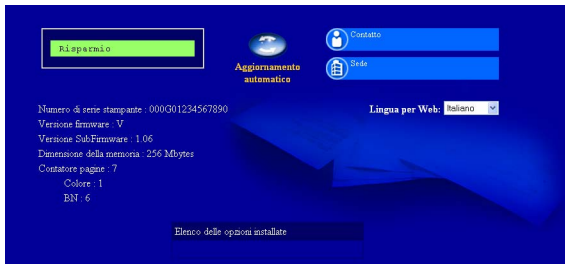 Risparmio
Aggiornamento
automatico
Contatto
Sede
Numero di serie stampante : 000G01234567890
Lingua per Web: Italiano
Versione firmware : V
Versione SubFirmware : 1.06
Dimensione della memoria : 256 Mbytes
Contatore pagine : 7
Colore : 1
BN : 6
Elenco delle opzioni installate